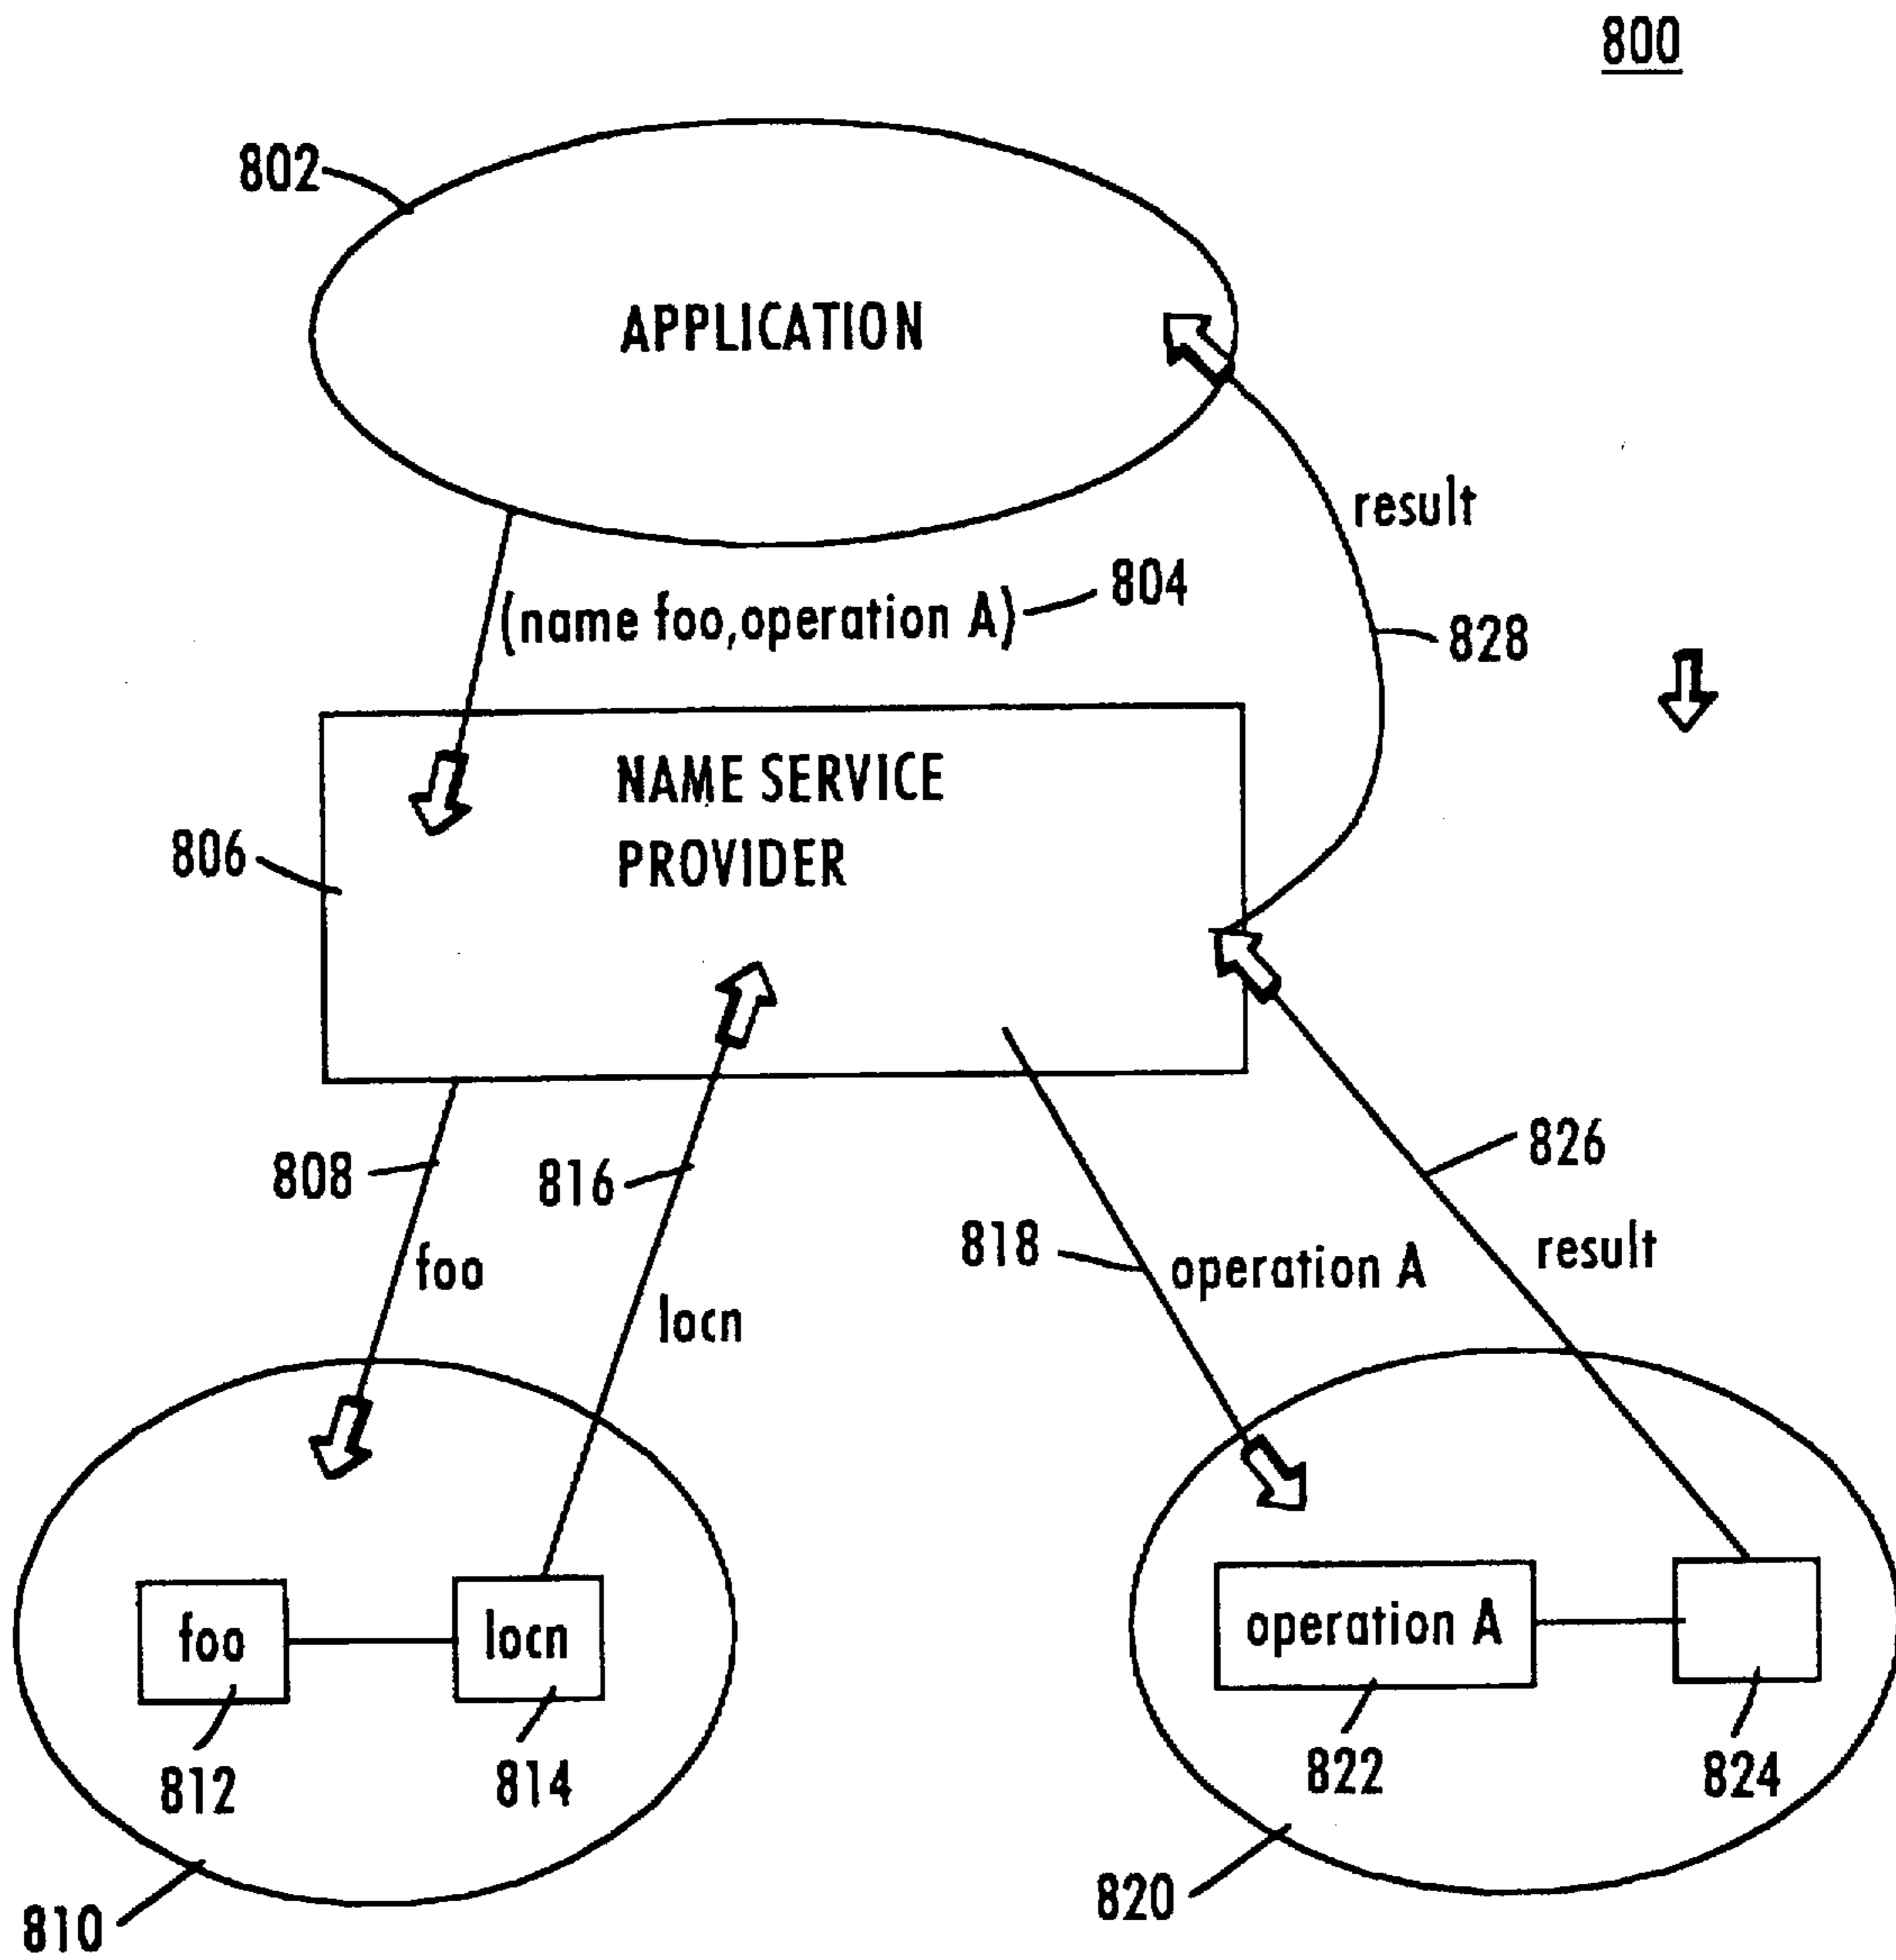 800
802
APPLICATION
result
(name foo,operation A) 804
828
NAME SERVICE
PROVIDER
806
808
816
826
818
foo
locn
operation A
result
foo
locn
operation A
812
814
822
824
810
820